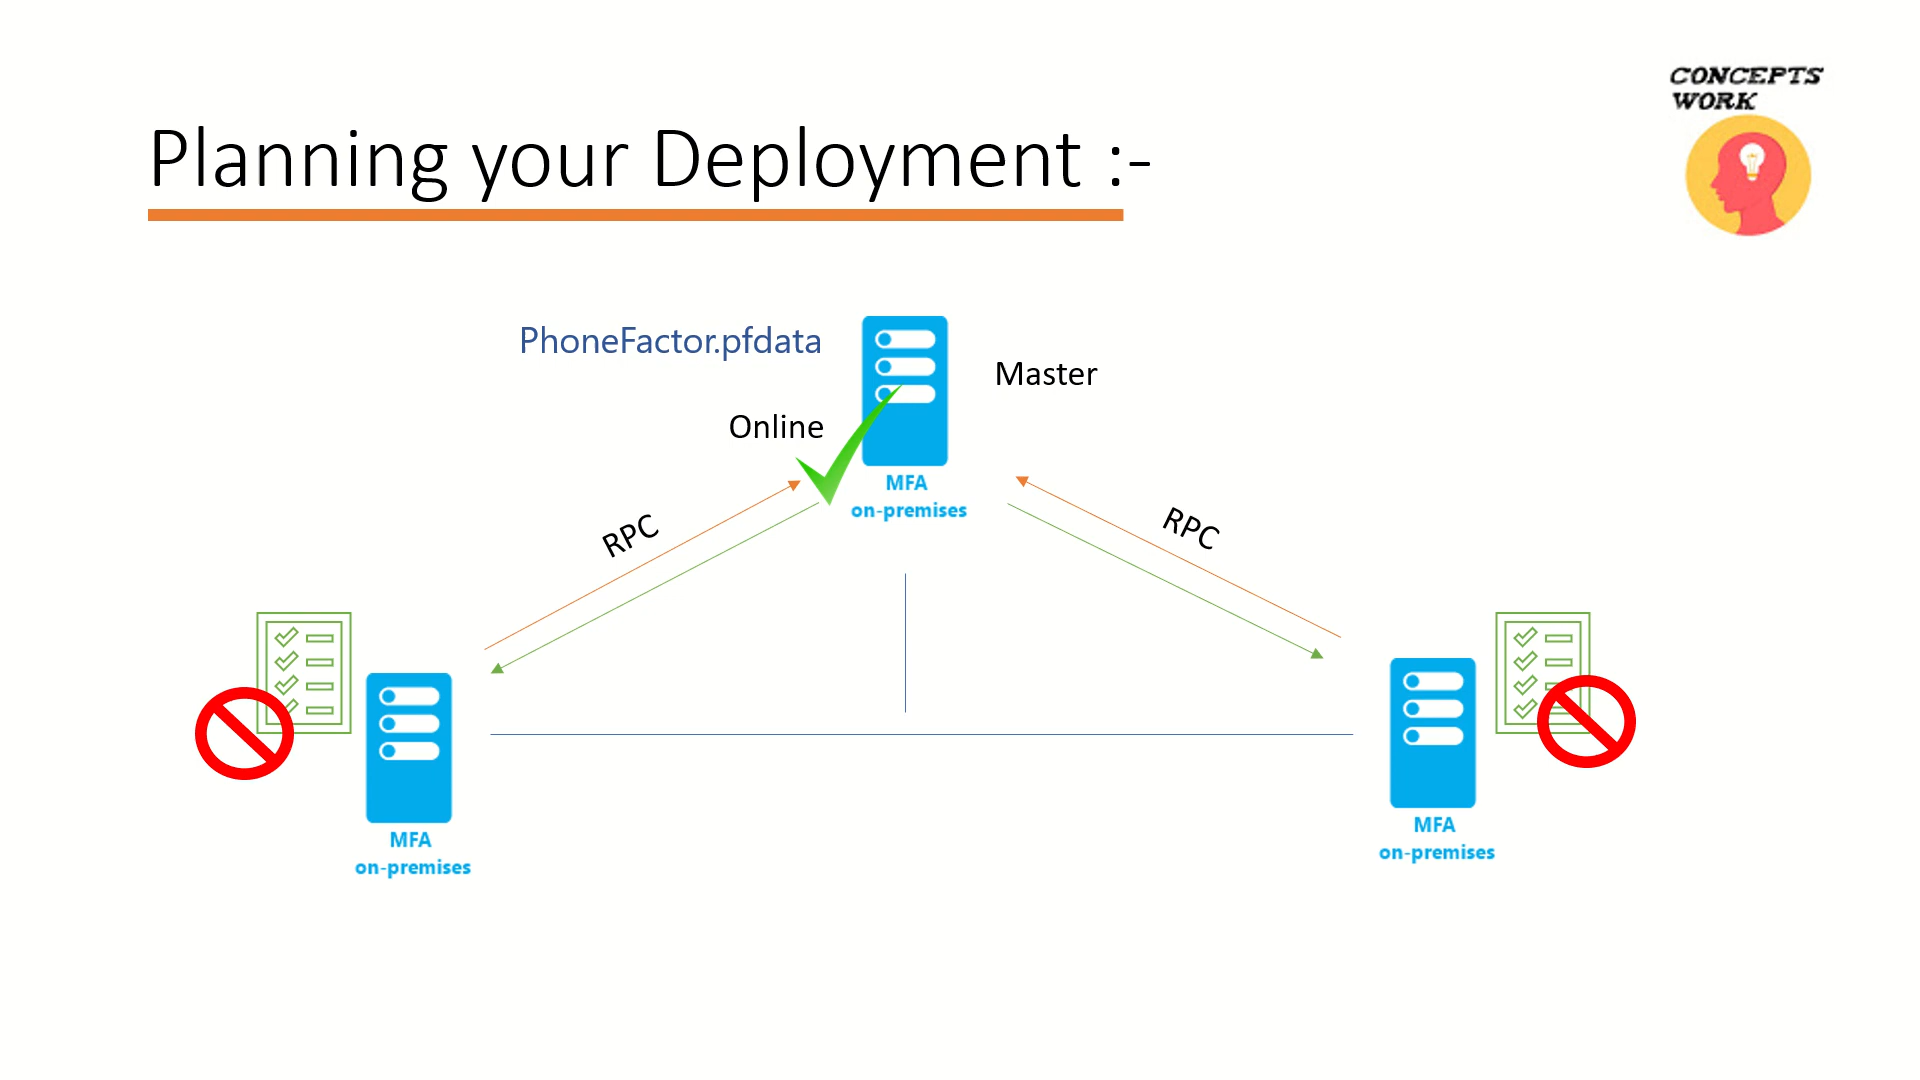 CONCEPTS
WORK
Planning your Deployment :-
PhoneFactor.pfdata
Master
Online
MFA
on-premises
RPC
RPC
MFA
on-premises
MFA
on-premises